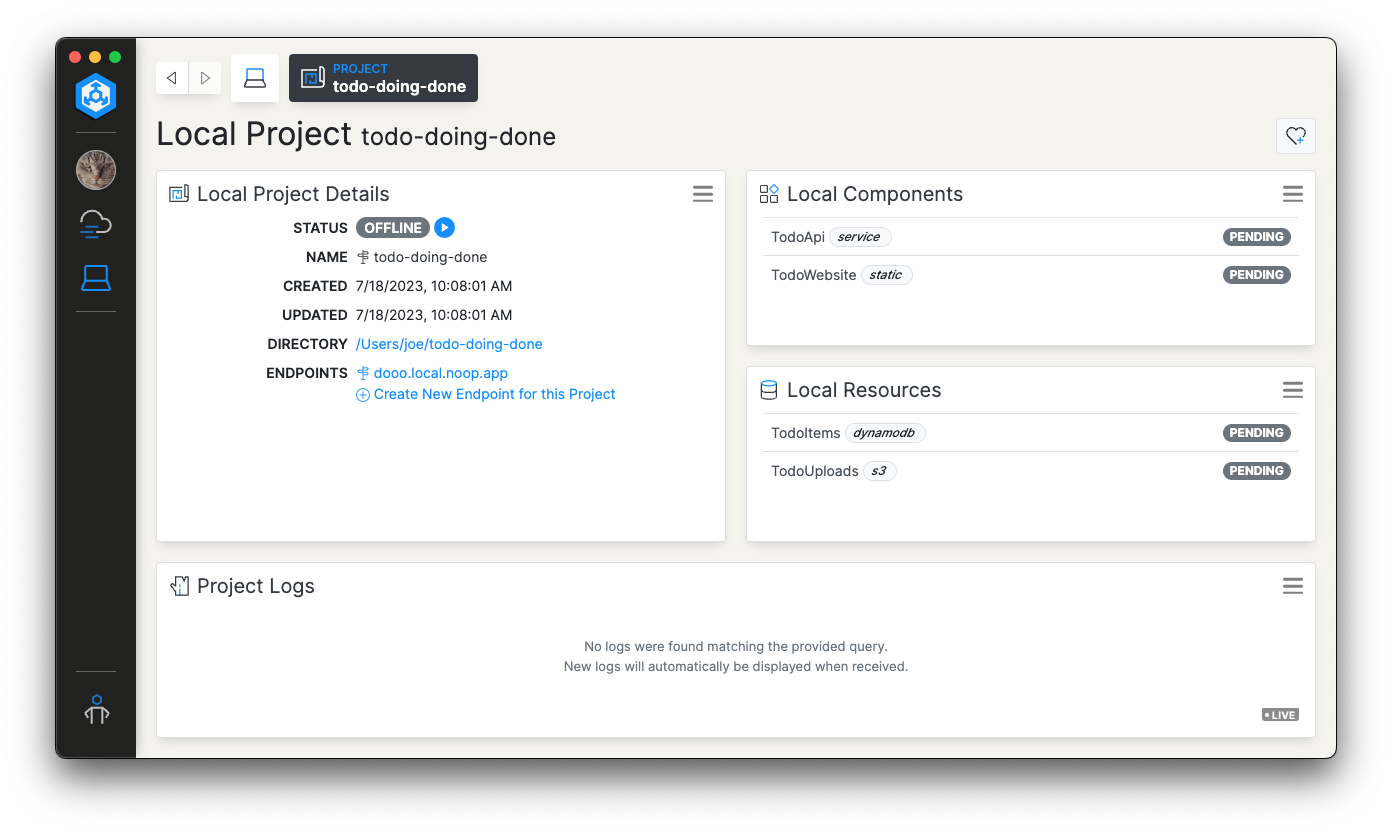 PROJECT
todo-doing-done
Local Project todo-doing-done
Local Project Details
STATUS OFFLINE
NAME todo-doing-done
CREATED 7/18/2023, 10:08:01 AM
UPDATED 7/18/2023, 10:08:01 AM
DIRECTORY /Users/joe/todo-doing-done
ENDPOINTS dooo.local.noop.app
Create New Endpoint for this Project
Local Components
TodoApi service PENDING
TodoWebsite static PENDING
Local Resources
TodoItems dynamodb PENDING
TodoUploads s3 PENDING
Project Logs
No logs were found matching the provided query.
New logs will automatically be displayed when received.
LIVE